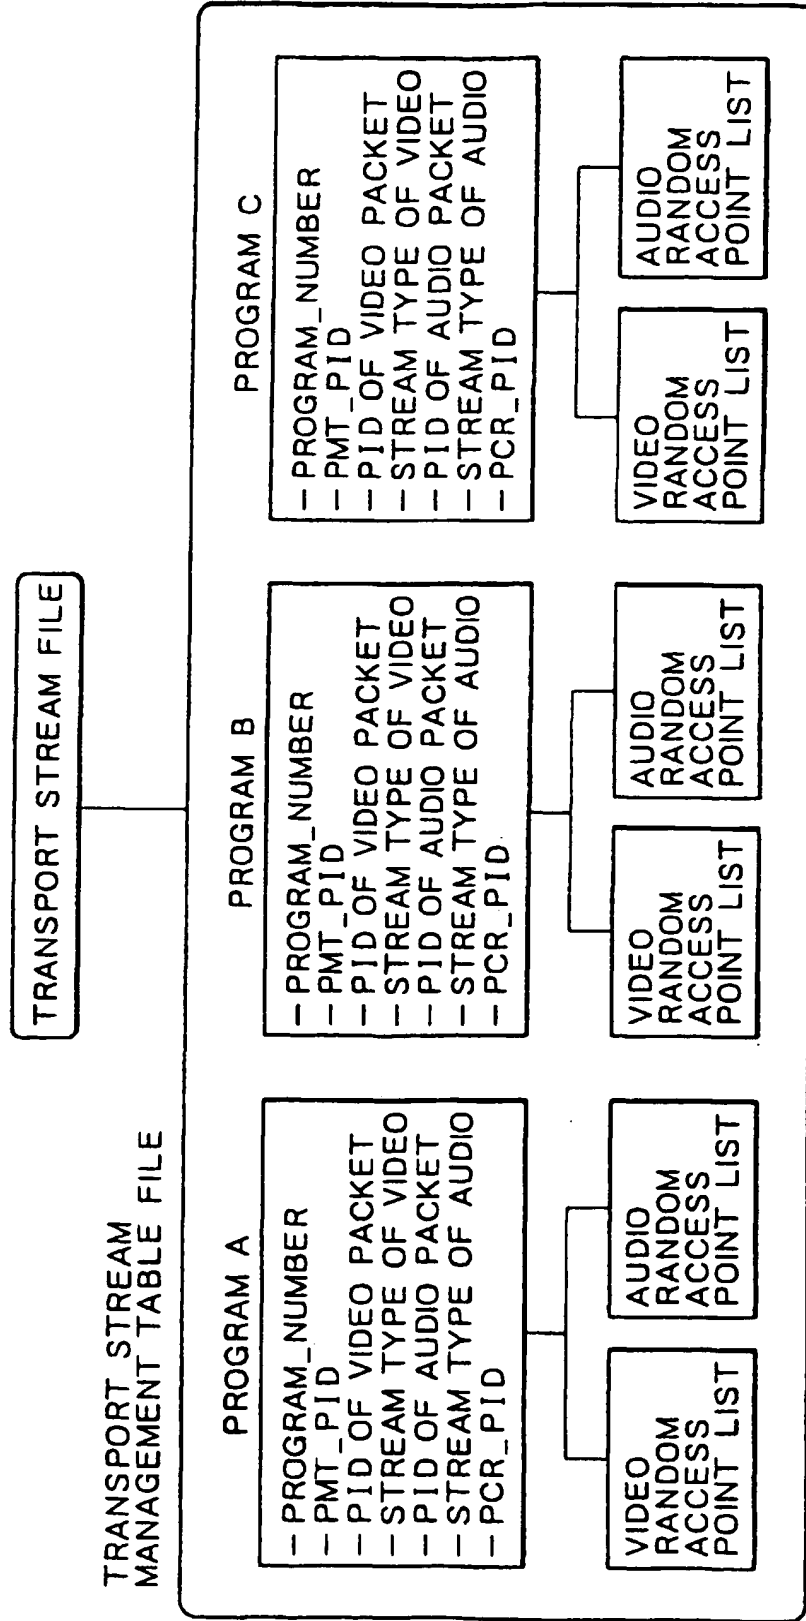 TRANSPORT STREAM FILE
TRANSPORT STREAM
MANAGEMENT TABLE FILE
PROGRAM A
—PROGRAM_NUMBER
—PMT_PID
—PID OF VIDEO PACKET
—STREAM TYPE OF VIDEO
—PID OF AUDIO PACKET
—STREAM TYPE OF AUDIO
—PCR_PID
VIDEO
RANDOM
ACCESS
POINT LIST
AUDIO
RANDOM
ACCESS
POINT LIST
PROGRAM B
—PROGRAM_NUMBER
—PMT_PID
—PID OF VIDEO PACKET
—STREAM TYPE OF VIDEO
—PID OF AUDIO PACKET
—STREAM TYPE OF AUDIO
—PCR_PID
VIDEO
RANDOM
ACCESS
POINT LIST
AUDIO
RANDOM
ACCESS
POINT LIST
PROGRAM C
—PROGRAM_NUMBER
—PMT_PID
—PID OF VIDEO PACKET
—STREAM TYPE OF VIDEO
—PID OF AUDIO PACKET
—STREAM TYPE OF AUDIO
—PCR_PID
VIDEO
RANDOM
ACCESS
POINT LIST
AUDIO
RANDOM
ACCESS
POINT LIST